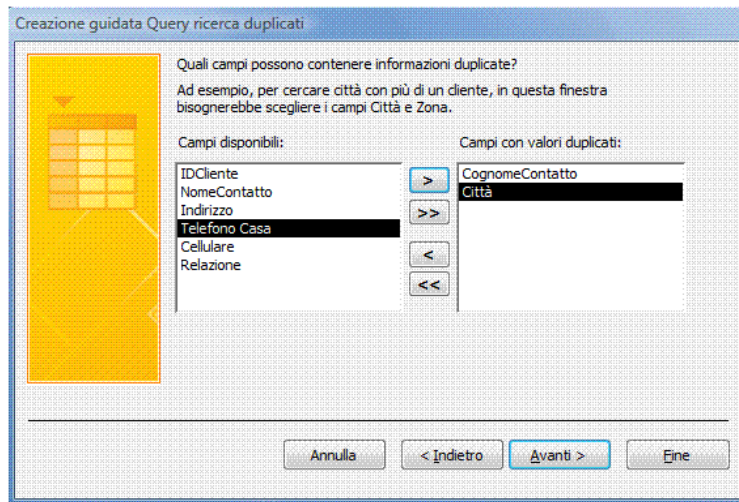 Creazione guidata Query ricerca duplicati
Quali campi possono contenere informazioni duplicate?
Ad esempio, per cercare città con più di un cliente, in questa finestra
bisognerebbe scegliere i campi Città e Zona.
Campi disponibili:
IDCliente
NomeContatto
Indirizzo
Telefono Casa
Cellulare
Relazione
>
>>
<
<<
Campi con valori duplicati:
CognomeContatto
Città
Annulla
< Indietro
Avanti >
Fine